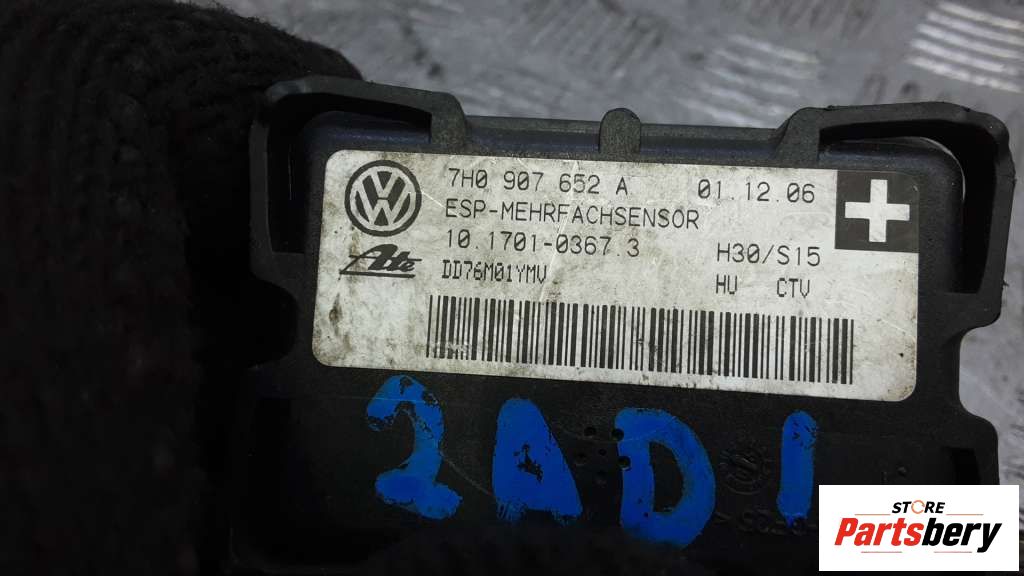 7H0 907 652 A 01.12.06
ESP-MEHRFACHSENSOR
10.1701-0367.3 H30/S15
Ate DD76M01YMV HU CTV
2AD1
STORE
Partsbery